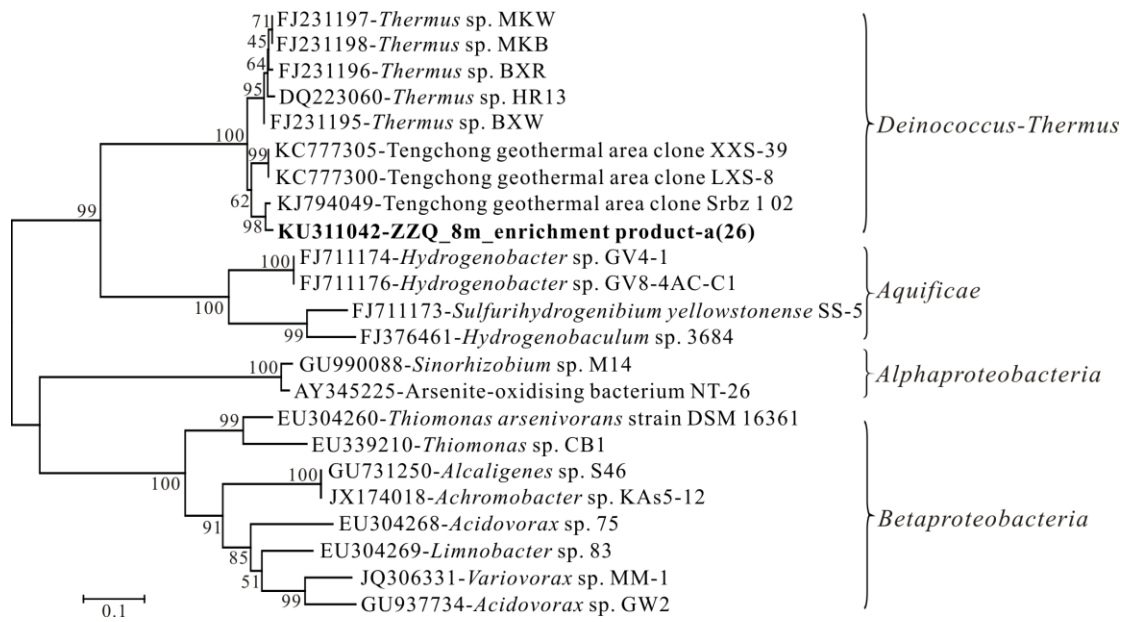 71 FJ231197-Thermus sp. MKW
45 FJ231198-Thermus sp. MKB
64 FJ231196-Thermus sp. BXR
95 DQ223060-Thermus sp. HR13
FJ231195-Thermus sp. BXW
Deinococcus-Thermus
100
99 KC777305-Tengchong geothermal area clone XXS-39
KC777300-Tengchong geothermal area clone LXS-8
62 KJ794049-Tengchong geothermal area clone Srbz 1 02
98 KU311042-ZZQ_8m_enrichment product-a(26)
99
100 FJ711174-Hydrogenobacter sp. GV4-1
FJ711176-Hydrogenobacter sp. GV8-4AC-C1
Aquificae
100 FJ711173-Sulfurihydrogenibium yellowstonense SS-5
99 FJ376461-Hydrogenobaculum sp. 3684
100 GU990088-Sinorhizobium sp. M14
Alphaproteobacteria
AY345225-Arsenite-oxidising bacterium NT-26
99 EU304260-Thiomonas arsenivorans strain DSM 16361
EU339210-Thiomonas sp. CB1
100
100 GU731250-Alcaligenes sp. S46
JX174018-Achromobacter sp. KAs5-12
91 EU304268-Acidovorax sp. 75
Betaproteobacteria
85 EU304269-Limnobacter sp. 83
51 JQ306331-Variovorax sp. MM-1
99 GU937734-Acidovorax sp. GW2
0.1